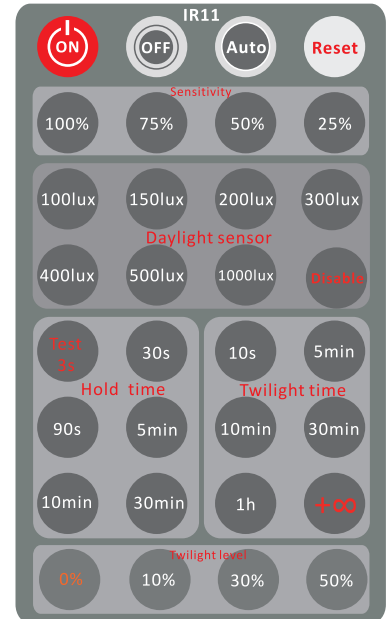 IR11
ON OFF Auto Reset
Sensitivity
100% 75% 50% 25%
100lux 150lux 200lux 300lux
Daylight sensor
400lux 500lux 1000lux Disable
Test
3s
30s
10s 5min
Hold time
Twilight time
90s 5min
10min 30min
10min 30min
1h +∞
Twilight level
0% 10% 30% 50%